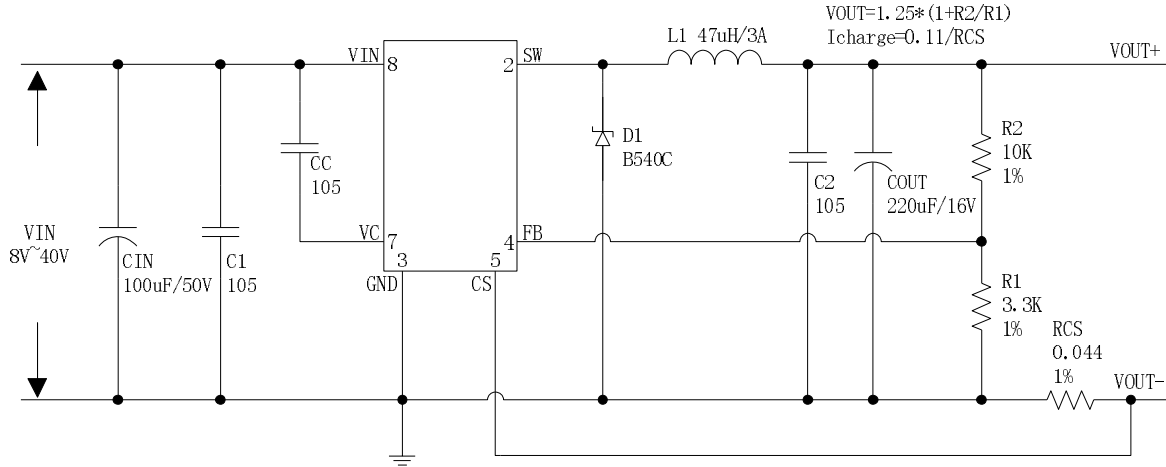 VOUT=1.25*(1+R2/R1)
Icharge=0.11/RCS
L1 47uH/3A
VIN
8
2
SW
VOUT+
D1
B540C
R2
10K
1%
CC
105
C2
105
COUT
220uF/16V
VIN
8V~40V
VC
7
4
FB
CIN
100uF/50V
C1
105
3
5
GND
CS
R1
3.3K
1%
RCS
0.044
1%
VOUT-